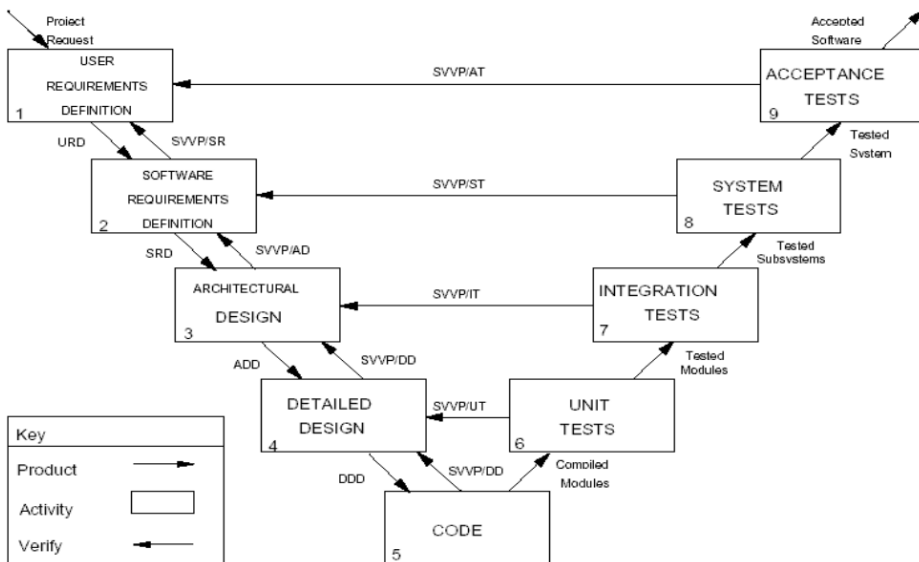 Project
Request
Accepted
Software
USER
REQUIREMENTS
DEFINITION
1
SVVP/AT
ACCEPTANCE
TESTS
9
URD
SVVP/SR
Tested
System
SOFTWARE
REQUIREMENTS
DEFINITION
2
SVVP/ST
SYSTEM
TESTS
8
SRD
SVVP/AD
Tested
Subsystems
ARCHITECTURAL
DESIGN
3
SVVP/IT
INTEGRATION
TESTS
7
ADD
SVVP/DD
Tested
Modules
DETAILED
DESIGN
4
SVVP/UT
UNIT
TESTS
6
DDD
SVVP/DD
Compiled
Modules
CODE
5
Key
Product
Activity
Verify